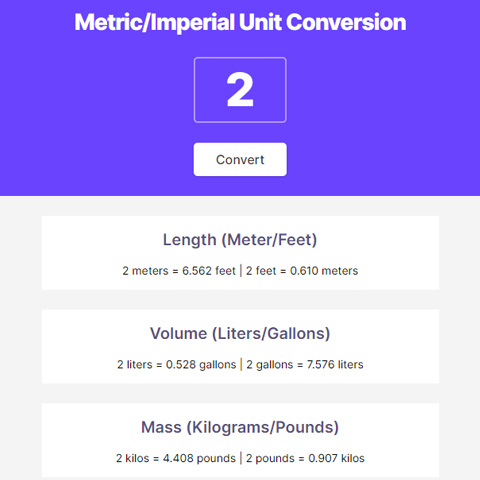 Metric/Imperial Unit Conversion
2
Convert
Length (Meter/Feet)
2 meters = 6.562 feet | 2 feet = 0.610 meters
Volume (Liters/Gallons)
2 liters = 0.528 gallons | 2 gallons = 7.576 liters
Mass (Kilograms/Pounds)
2 kilos = 4.408 pounds | 2 pounds = 0.907 kilos